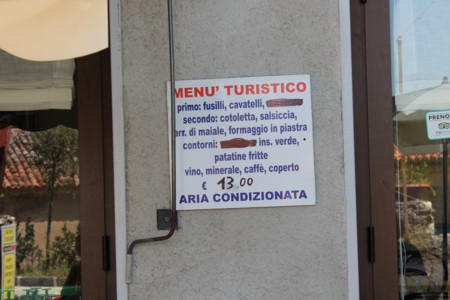 MENU' TURISTICO
primo: fusilli, cavatelli,
secondo: cotoletta, salsiccia,
arr. di maiale, formaggio in piastra
contorni: ins. verde,
patatine fritte
vino, minerale, caffè, coperto
€ 13.00
ARIA CONDIZIONATA
PRENO